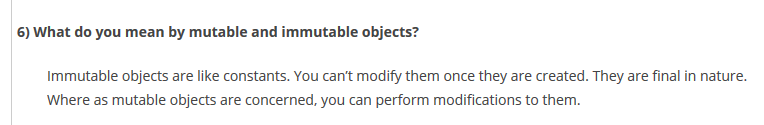 6) What do you mean by mutable and immutable objects?
Immutable objects are like constants. You can’t modify them once they are created. They are final in nature.
Where as mutable objects are concerned, you can perform modifications to them.